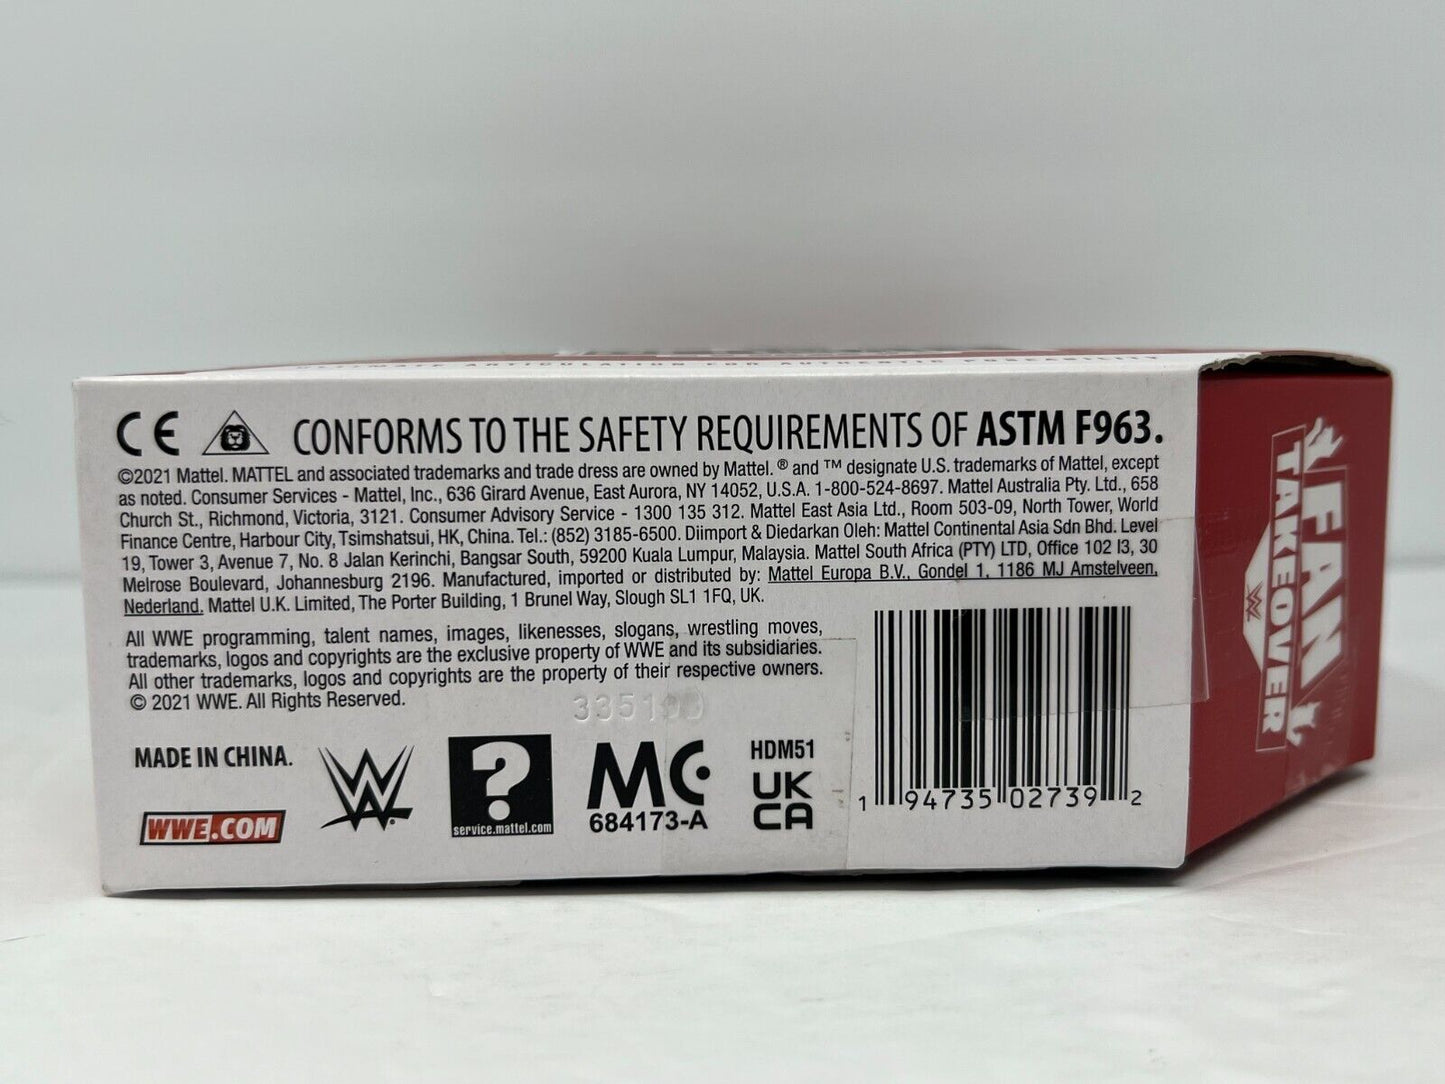 ULTIMATE ARTICULATION FOR AUTHENTIC POSEABILITY
CE CONFORMS TO THE SAFETY REQUIREMENTS OF ASTM F963.
©2021 Mattel. MATTEL and associated trademarks and trade dress are owned by Mattel. ® and ™ designate U.S. trademarks of Mattel, except
as noted. Consumer Services - Mattel, Inc., 636 Girard Avenue, East Aurora, NY 14052, U.S.A. 1-800-524-8697. Mattel Australia Pty. Ltd., 658
Church St., Richmond, Victoria, 3121. Consumer Advisory Service - 1300 135 312. Mattel East Asia Ltd., Room 503-09, North Tower, World
Finance Centre, Harbour City, Tsimshatsui, HK, China. Tel.: (852) 3185-6500. Diimport & Diedarkan Oleh: Mattel Continental Asia Sdn Bhd. Level
19, Tower 3, Avenue 7, No. 8 Jalan Kerinchi, Bangsar South, 59200 Kuala Lumpur, Malaysia. Mattel South Africa (PTY) LTD, Office 102 I3, 30
Melrose Boulevard, Johannesburg 2196. Manufactured, imported or distributed by: Mattel Europa B.V., Gondel 1, 1186 MJ Amstelveen,
Nederland. Mattel U.K. Limited, The Porter Building, 1 Brunel Way, Slough SL1 1FQ, UK.
All WWE programming, talent names, images, likenesses, slogans, wrestling moves,
trademarks, logos and copyrights are the exclusive property of WWE and its subsidiaries.
All other trademarks, logos and copyrights are the property of their respective owners.
© 2021 WWE. All Rights Reserved.
MADE IN CHINA.
WWE.COM
W
?
service.mattel.com
MC
684173-A
HDM51
UK
CA
1 94735 02739 2
FAN
TAKEOVER
W